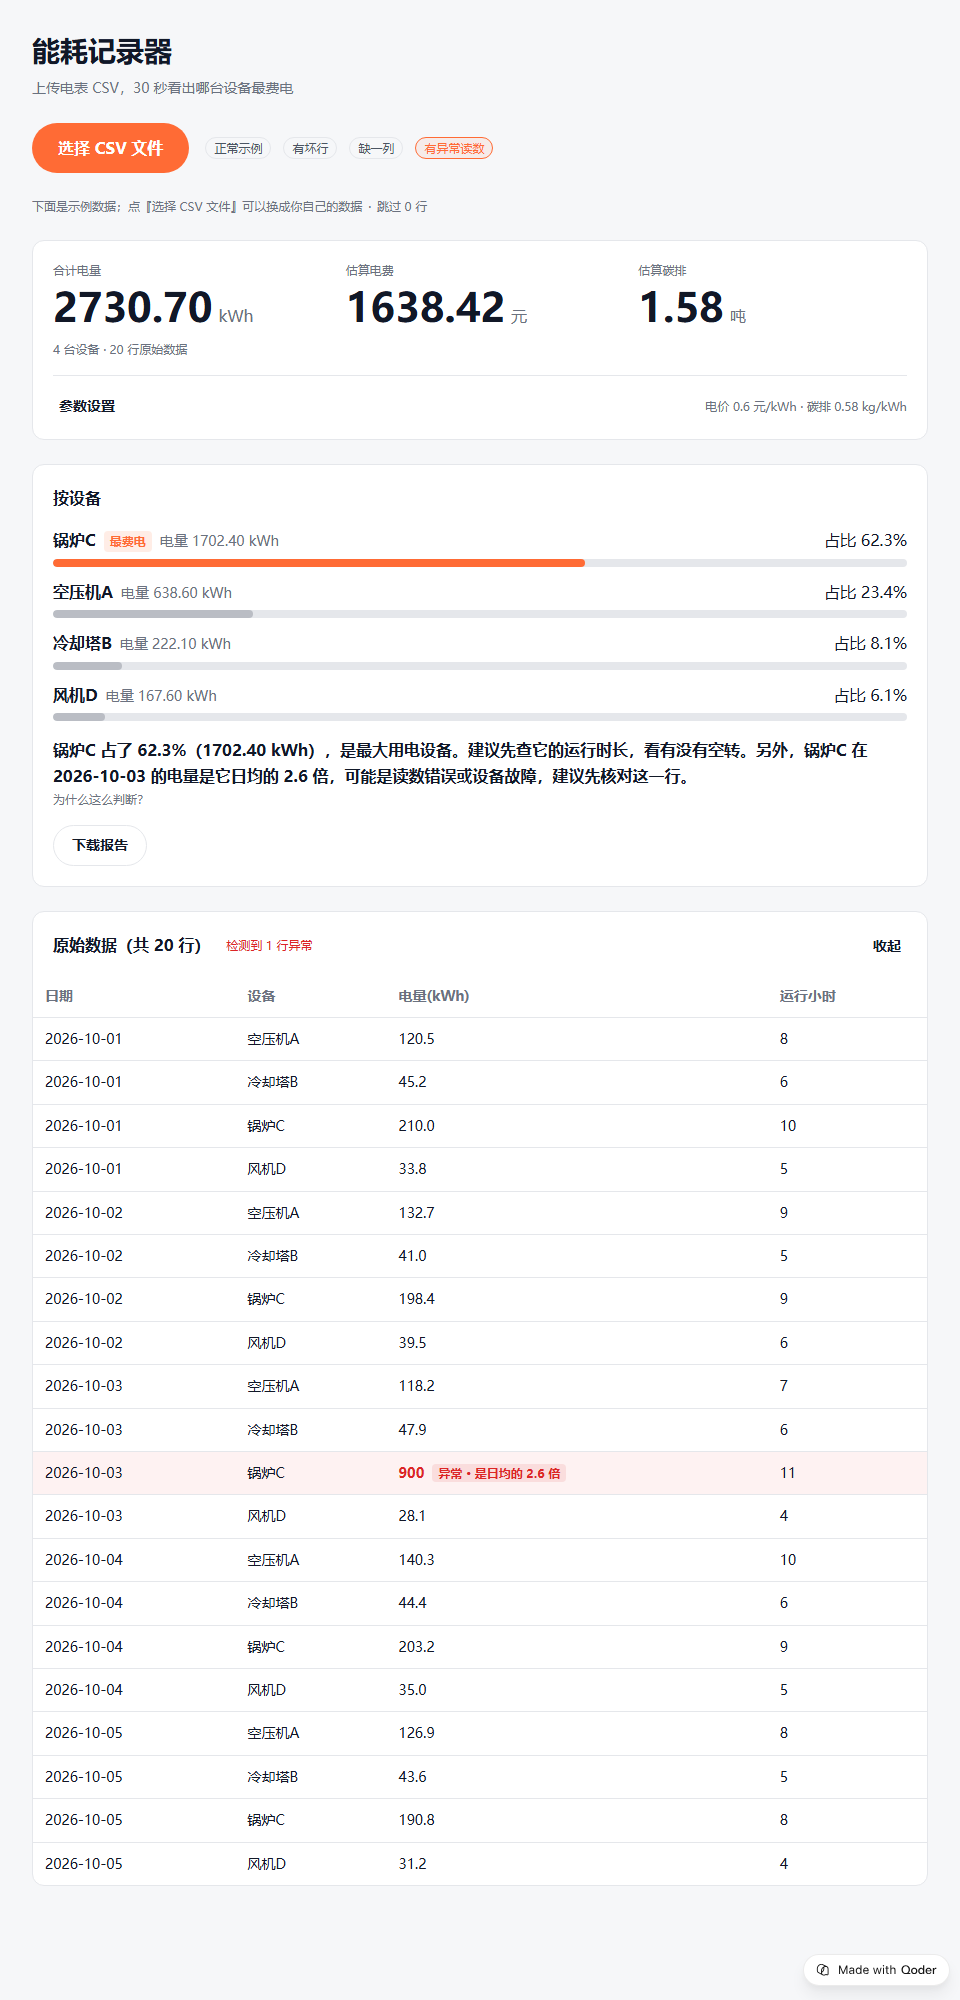 能耗记录器
上传电表 CSV，30 秒看出哪台设备最费电
选择 CSV 文件 正常示例 有坏行 缺一列 有异常读数
下面是示例数据；点『选择 CSV 文件』可以换成你自己的数据 · 跳过 0 行
合计电量 估算电费 估算碳排
2730.70 kWh 1638.42 元 1.58 吨
4 台设备 · 20 行原始数据
参数设置 电价 0.6 元/kWh · 碳排 0.58 kg/kWh
按设备
锅炉C 最费电 电量 1702.40 kWh 占比 62.3%
空压机A 电量 638.60 kWh 占比 23.4%
冷却塔B 电量 222.10 kWh 占比 8.1%
风机D 电量 167.60 kWh 占比 6.1%
锅炉C 占了 62.3%（1702.40 kWh），是最大用电设备。建议先查它的运行时长，看有没有空转。另外，锅炉C 在
2026-10-03 的电量是它日均的 2.6 倍，可能是读数错误或设备故障，建议先核对这一行。
为什么这么判断？
下载报告
原始数据（共 20 行） 检测到 1 行异常 收起
日期 设备 电量(kWh) 运行小时
2026-10-01 空压机A 120.5 8
2026-10-01 冷却塔B 45.2 6
2026-10-01 锅炉C 210.0 10
2026-10-01 风机D 33.8 5
2026-10-02 空压机A 132.7 9
2026-10-02 冷却塔B 41.0 5
2026-10-02 锅炉C 198.4 9
2026-10-02 风机D 39.5 6
2026-10-03 空压机A 118.2 7
2026-10-03 冷却塔B 47.9 6
2026-10-03 锅炉C 900 异常 · 是日均的 2.6 倍 11
2026-10-03 风机D 28.1 4
2026-10-04 空压机A 140.3 10
2026-10-04 冷却塔B 44.4 6
2026-10-04 锅炉C 203.2 9
2026-10-04 风机D 35.0 5
2026-10-05 空压机A 126.9 8
2026-10-05 冷却塔B 43.6 5
2026-10-05 锅炉C 190.8 8
2026-10-05 风机D 31.2 4
Made with Qoder